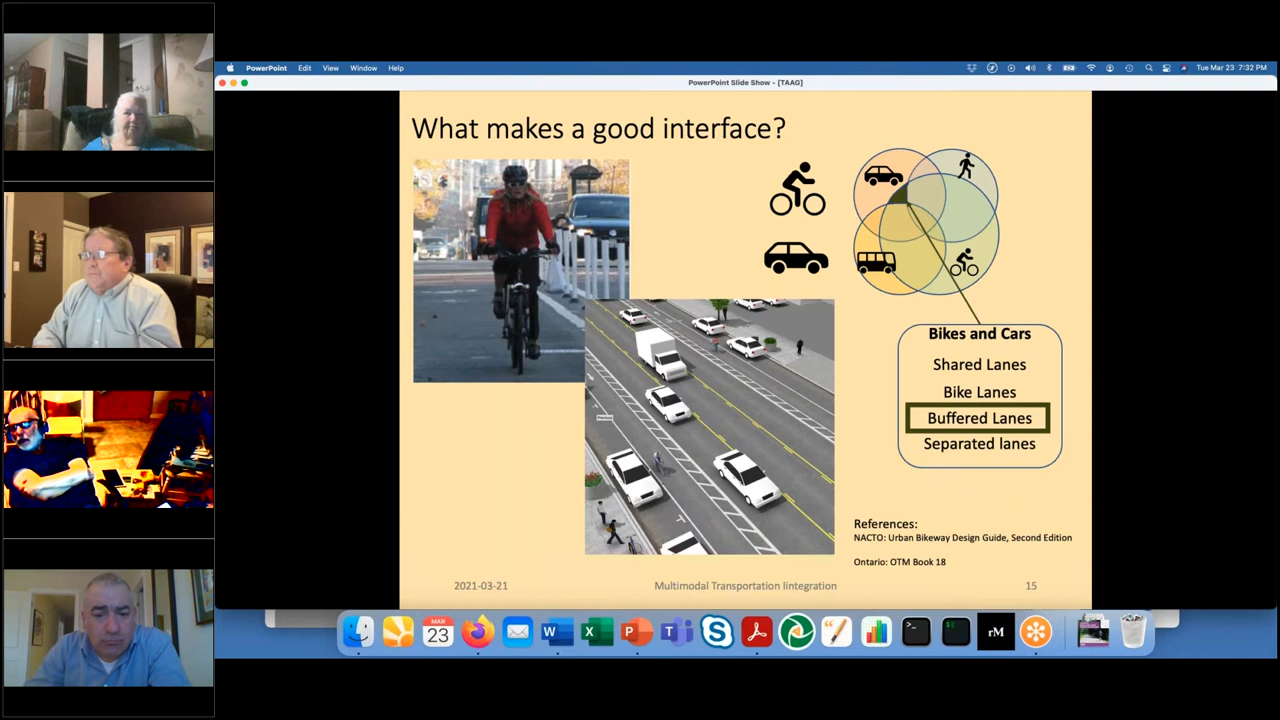 PowerPoint Edit View Window Help Tue Mar 23 7:32 PM
PowerPoint Slide Show - [TAAG]
What makes a good interface?
Bikes and Cars
Shared Lanes
Bike Lanes
Buffered Lanes
Separated lanes
References:
NACTO: Urban Bikeway Design Guide, Second Edition
Ontario: OTM Book 18
2021-03-21 Multimodal Transportation Iintegration 15
MAR
23
W
X
P
T
S
>_
$
rM